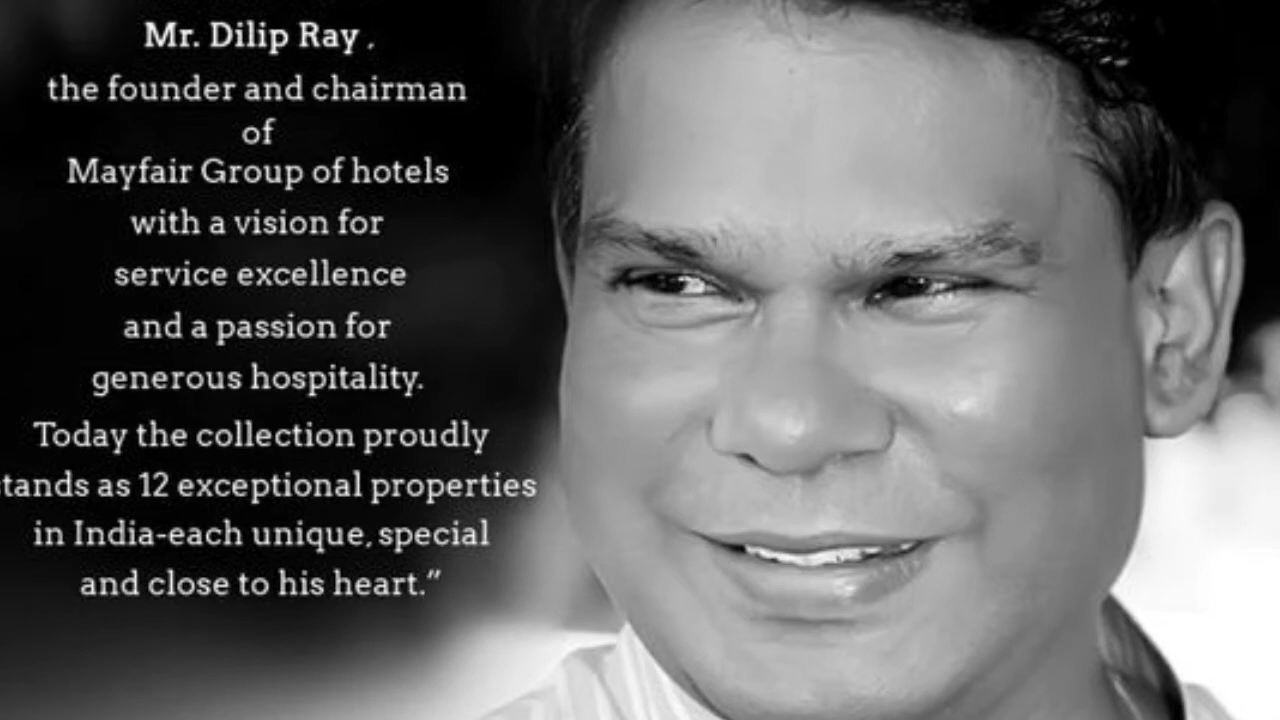 Mr. Dilip Ray ,
the founder and chairman
of
Mayfair Group of hotels
with a vision for
service excellence
and a passion for
generous hospitality.
Today the collection proudly
tands as 12 exceptional properties
in India-each unique, special
and close to his heart.”